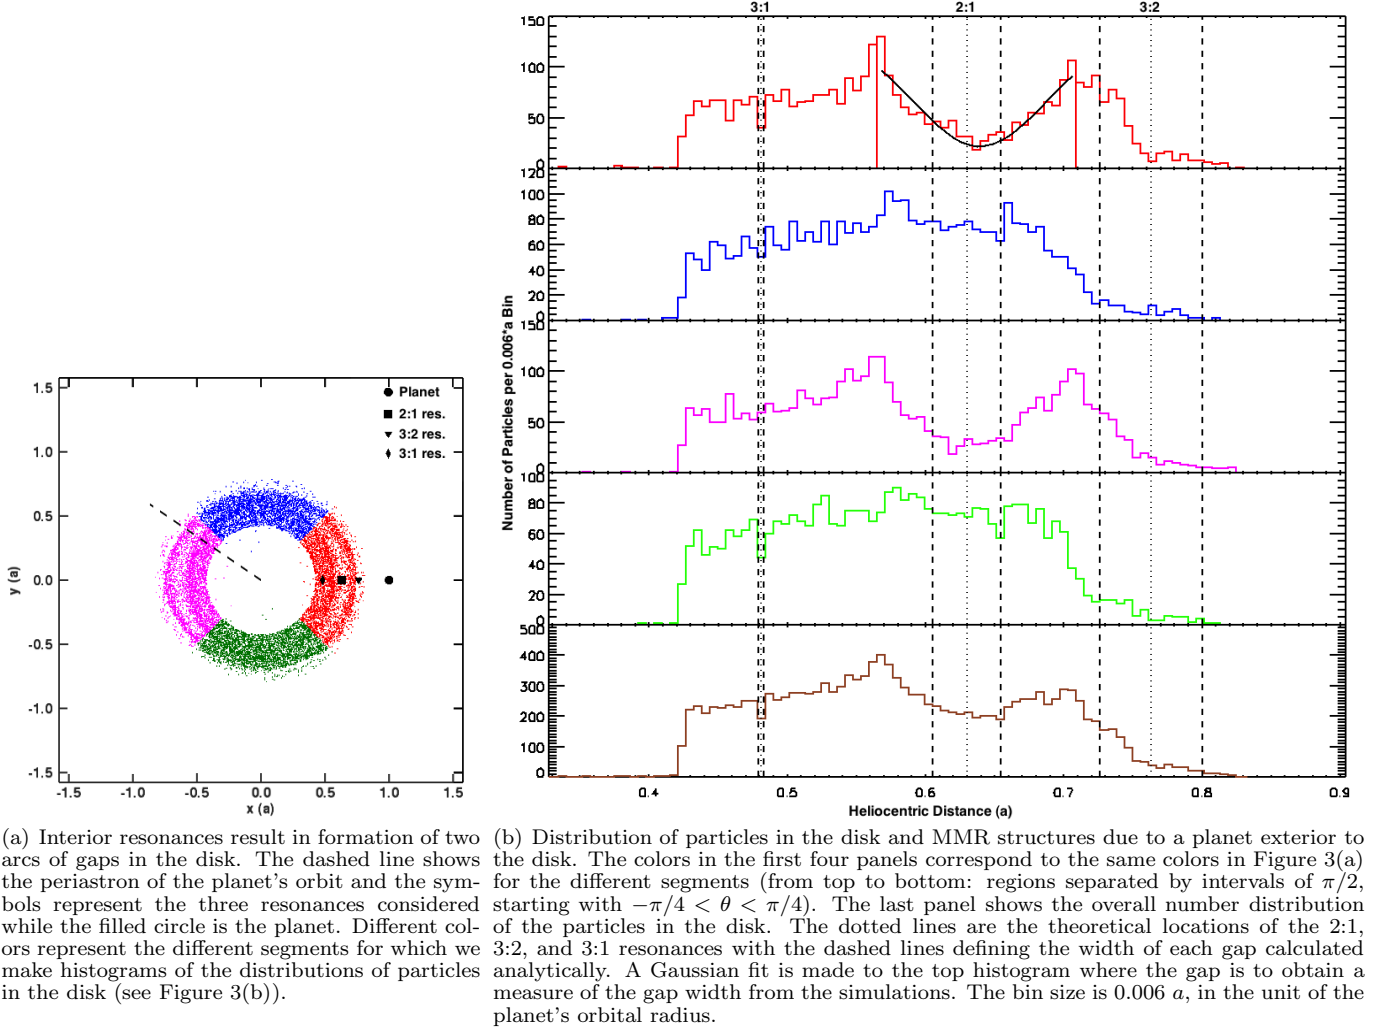 3:1 2:1 3:2
150
100
50
0
120
100
80
60
40
20
0
150
100
50
0
100
80
60
40
20
0
500
400
300
200
100
0
Number of Particles per 0.006*a Bin
0.4 0.5 0.6 0.7 0.8 0.9
Heliocentric Distance (a)
1.5
1.0
0.5
0.0
-0.5
-1.0
-1.5
y (a)
Planet
2:1 res.
3:2 res.
3:1 res.
-1.5 -1.0 -0.5 0.0 0.5 1.0 1.5
x (a)
(a) Interior resonances result in formation of two
arcs of gaps in the disk. The dashed line shows
the periastron of the planet's orbit and the sym-
bols represent the three resonances considered
while the filled circle is the planet. Different col-
ors represent the different segments for which we
make histograms of the distributions of particles
in the disk (see Figure 3(b)).
(b) Distribution of particles in the disk and MMR structures due to a planet exterior to
the disk. The colors in the first four panels correspond to the same colors in Figure 3(a)
for the different segments (from top to bottom: regions separated by intervals of π/2,
starting with −π/4 < θ < π/4). The last panel shows the overall number distribution
of the particles in the disk. The dotted lines are the theoretical locations of the 2:1,
3:2, and 3:1 resonances with the dashed lines defining the width of each gap calculated
analytically. A Gaussian fit is made to the top histogram where the gap is to obtain a
measure of the gap width from the simulations. The bin size is 0.006 a, in the unit of the
planet's orbital radius.